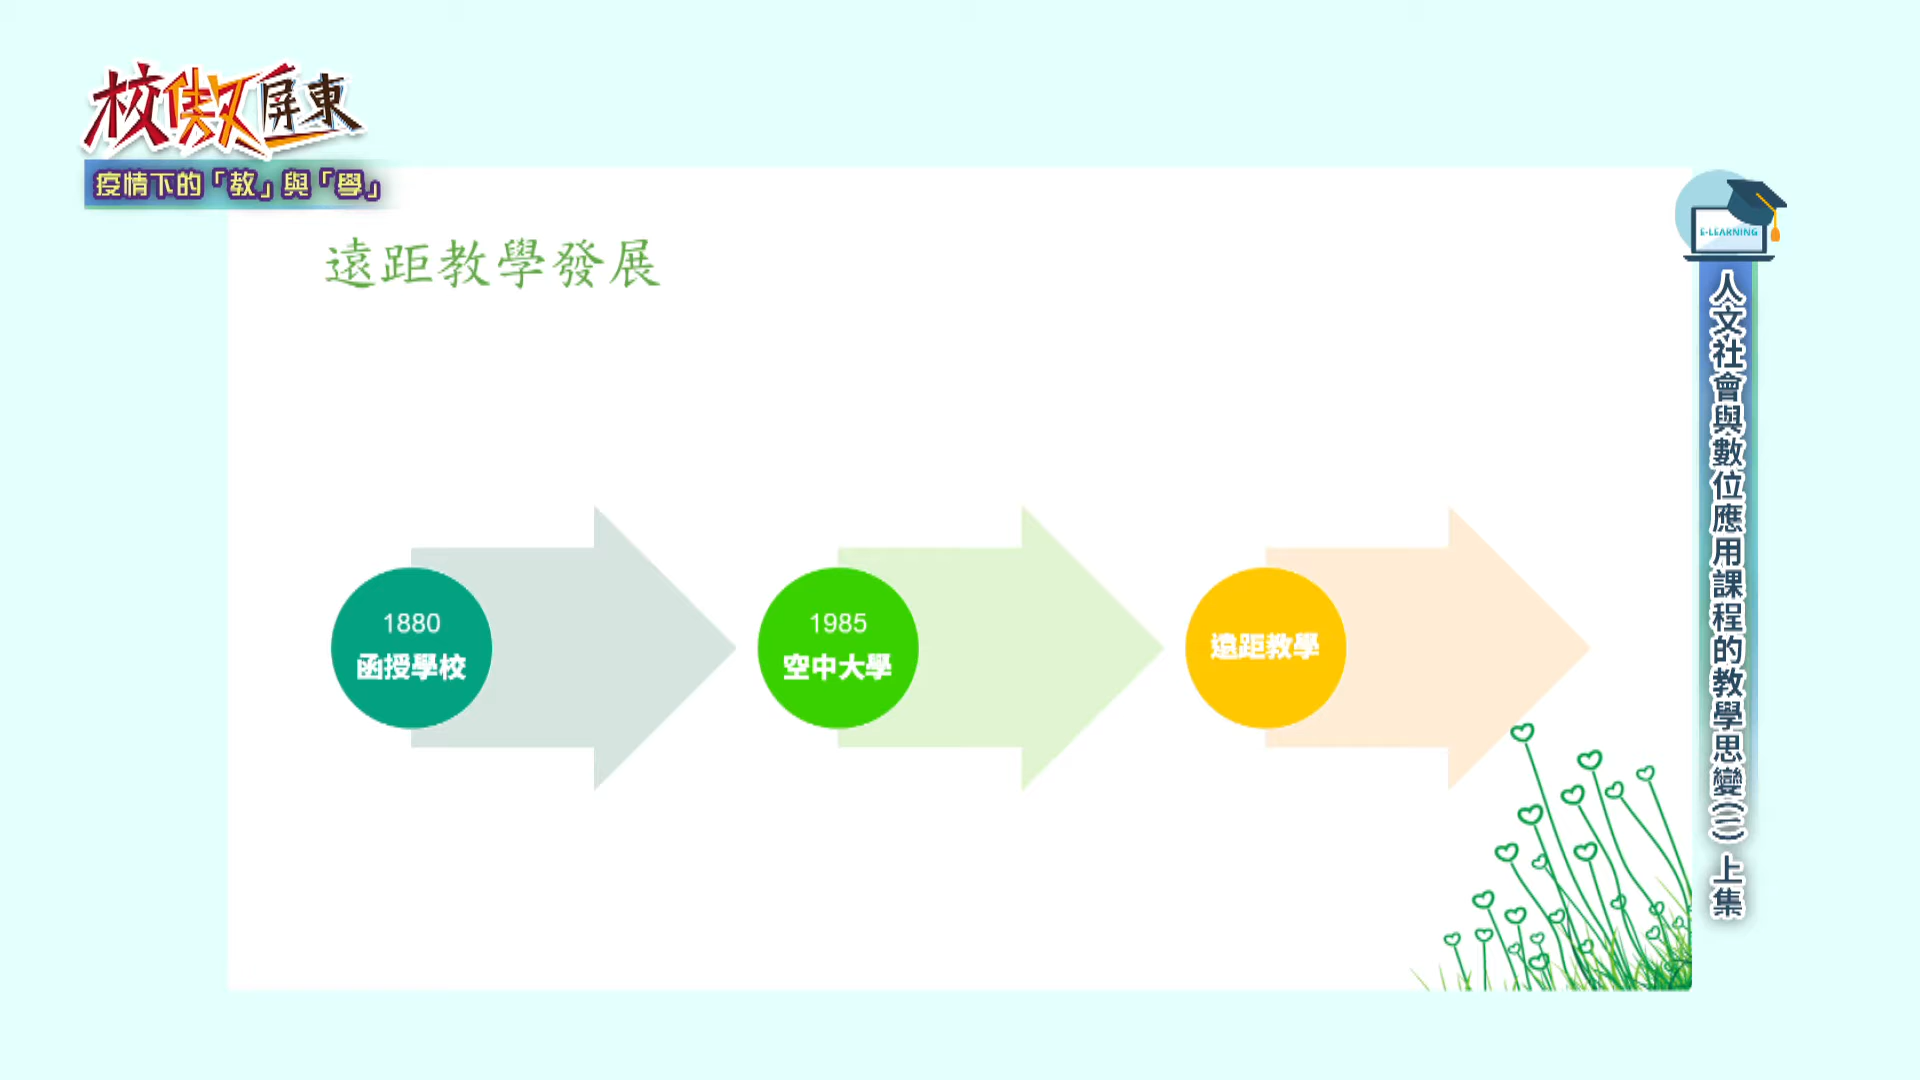 校傲屏東
疫情下的「教」與「學」
E-LEARNING
遠距教學發展
1880
函授學校
1985
空中大學
遠距教學
人文社會與數位應用課程的教學思變(二)上集